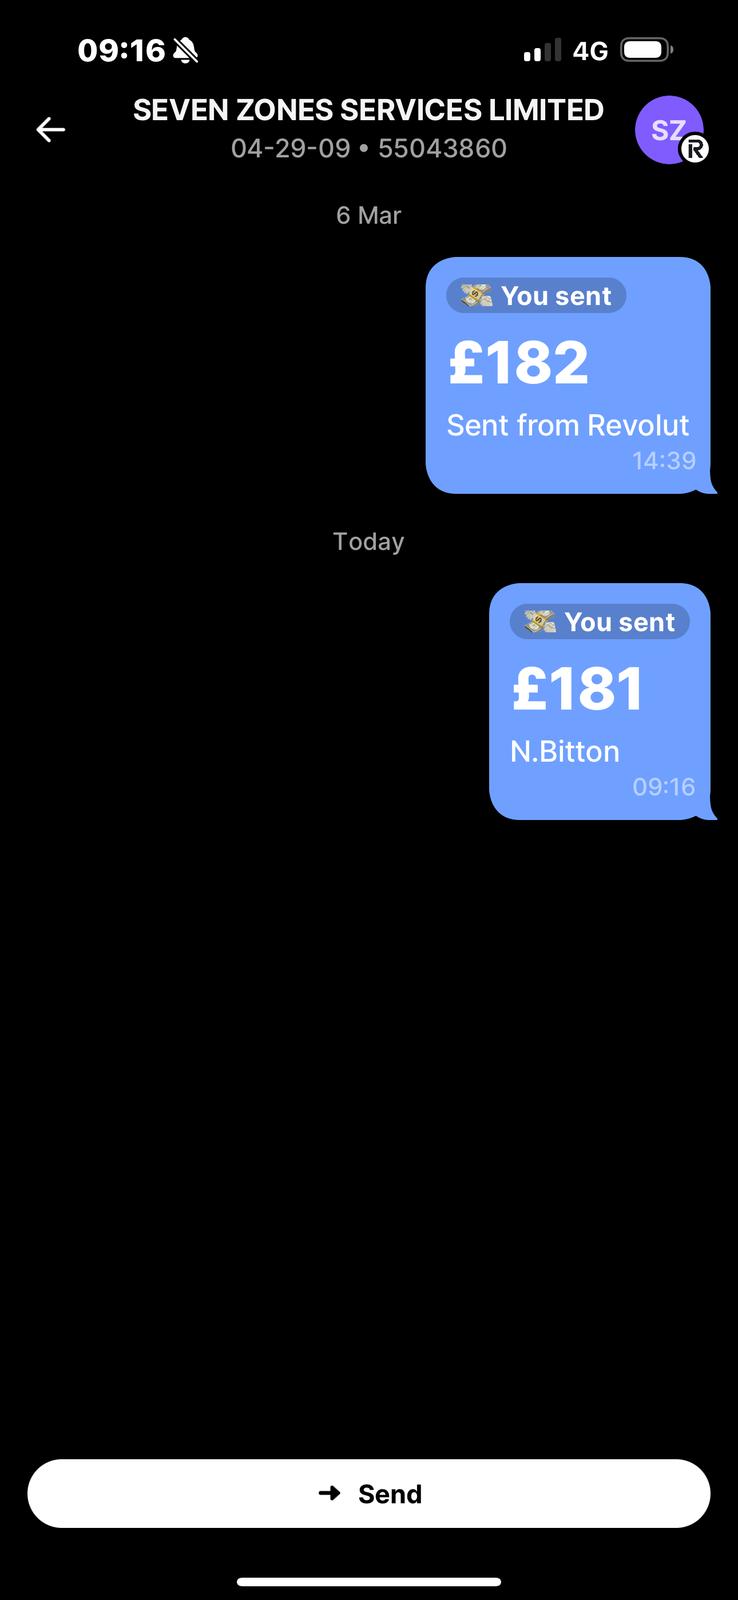 09:16
4G
SEVEN ZONES SERVICES LIMITED
04-29-09 • 55043860
SZ
R
6 Mar
💸 You sent
£182
Sent from Revolut
14:39
Today
💸 You sent
£181
N.Bitton
09:16
→ Send